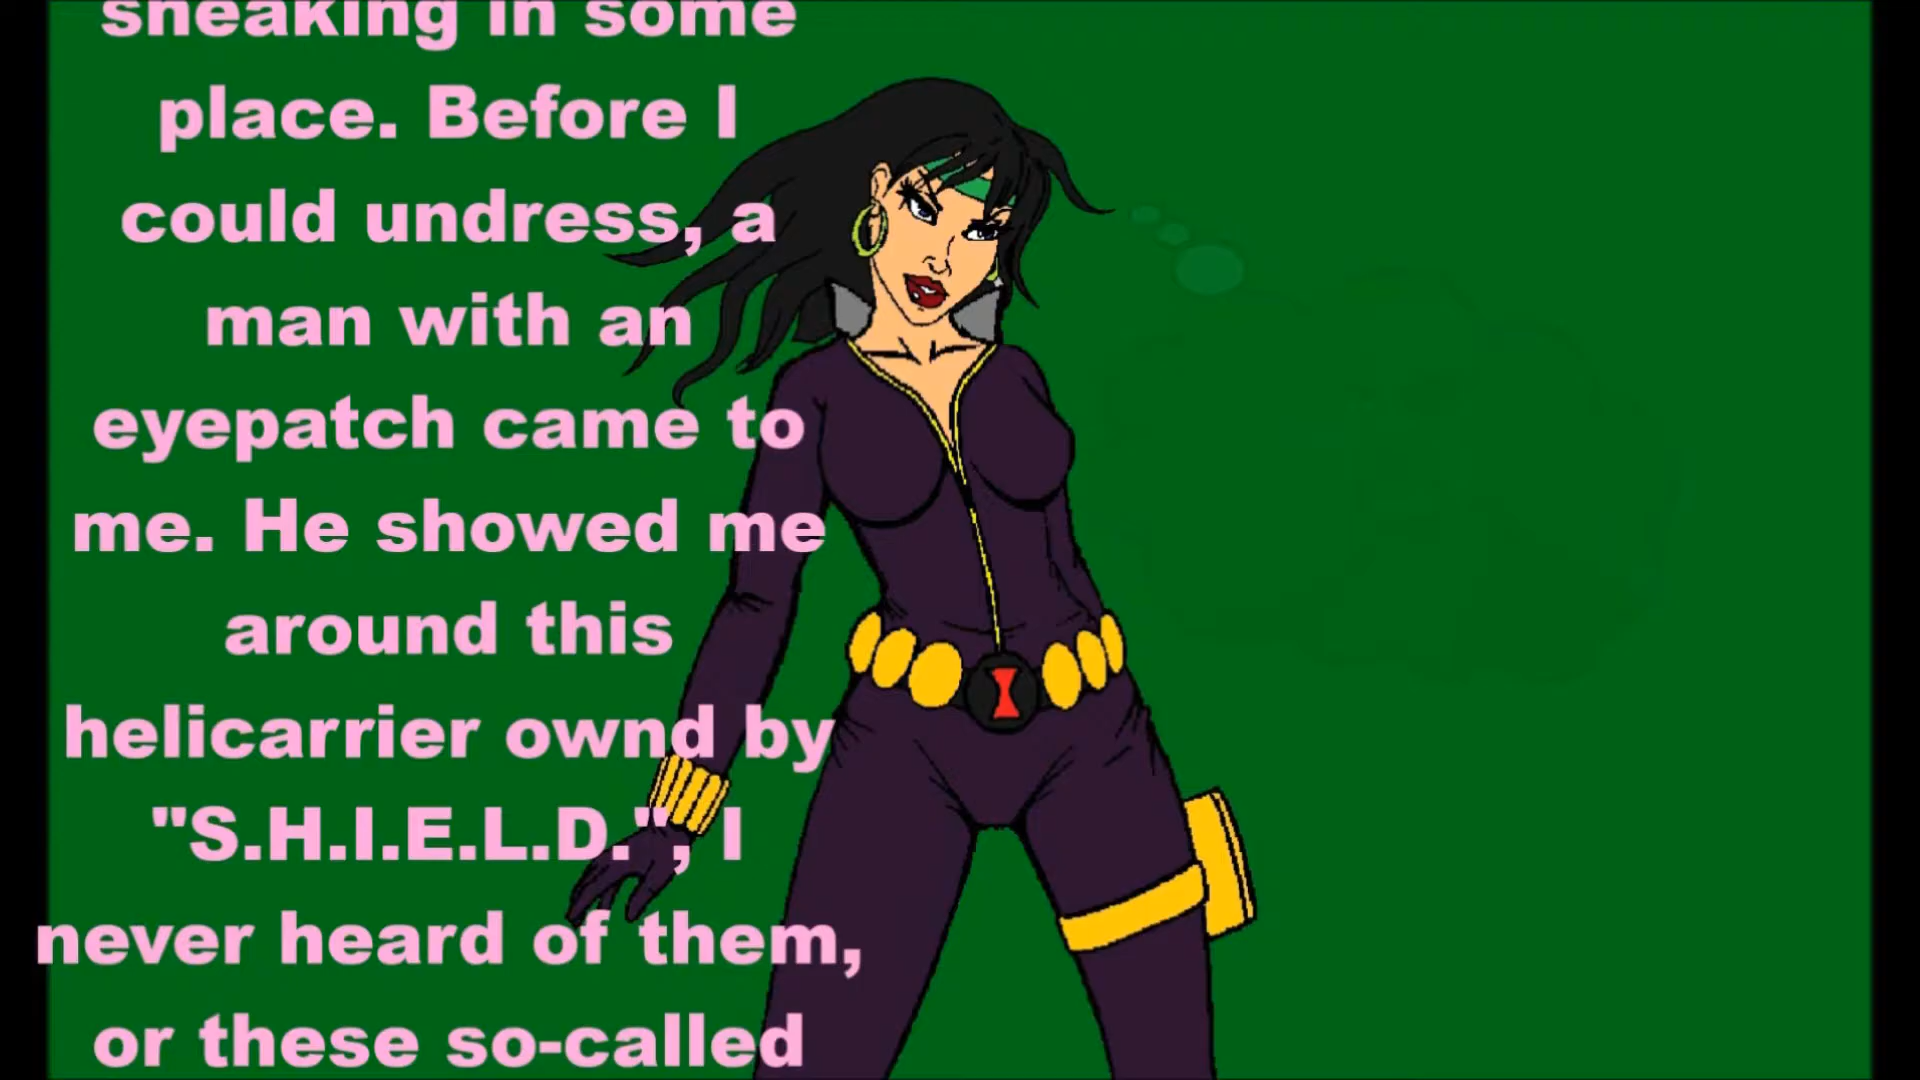 sneaking in some
place. Before I
could undress, a
man with an
eyepatch came to
me. He showed me
around this
helicarrier ownd by
"S.H.I.E.L.D.", I
never heard of them,
or these so-called